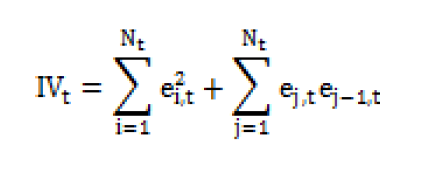 IV_t = \sum_{i=1}^{N_t} e_{i,t}^2 + \sum_{j=1}^{N_t} e_{j,t} e_{j-1,t}